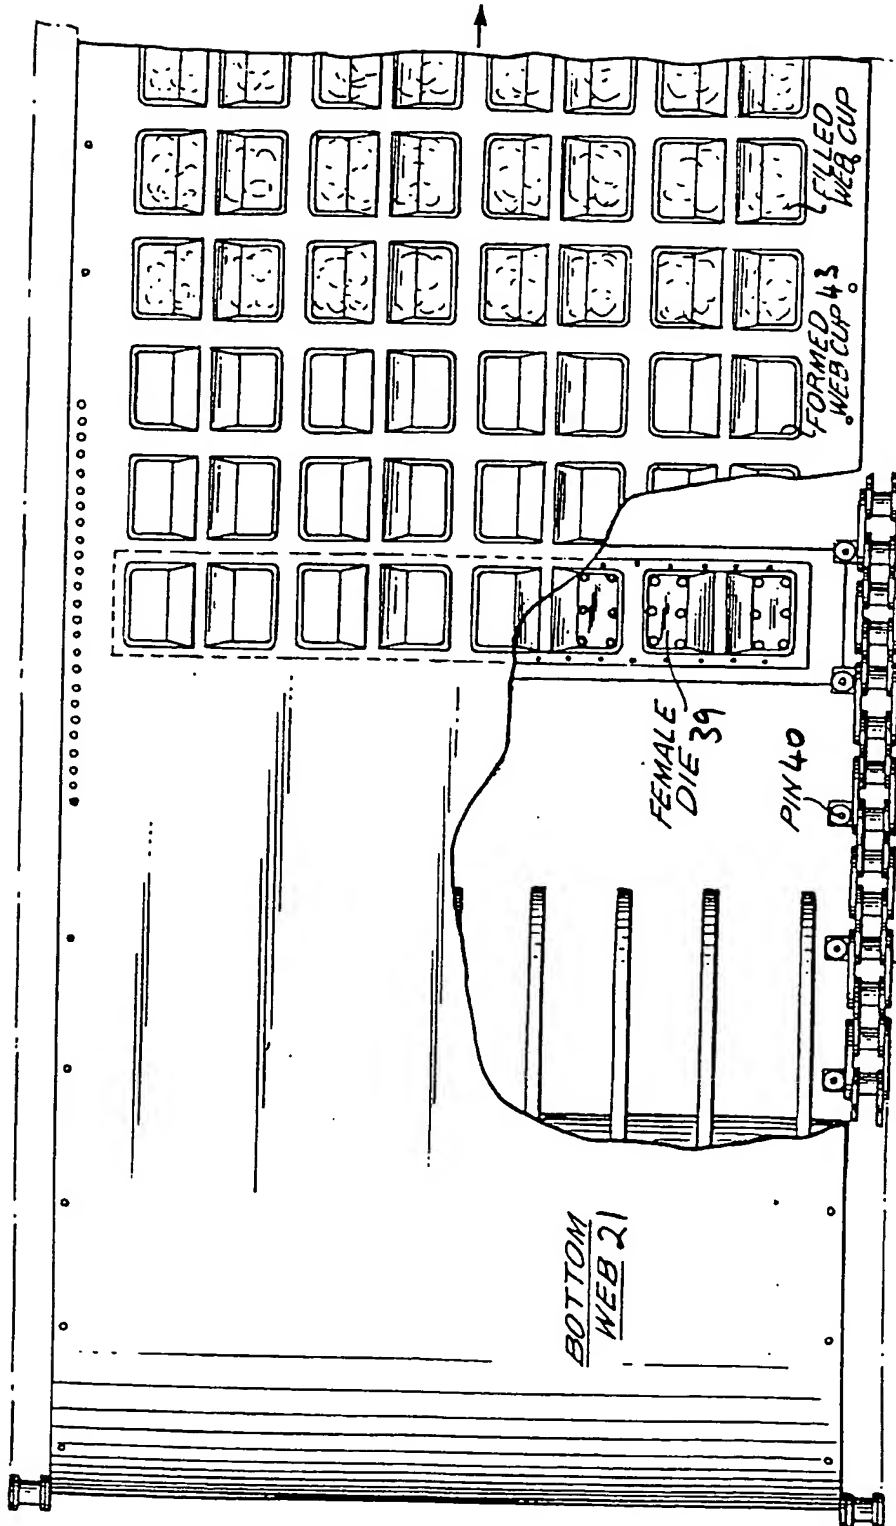 BOTTOM
WEB 21
FEMALE
DIE 39
PIN 40
FORMED
WEB CUP 43
FILLED
WEB CUP